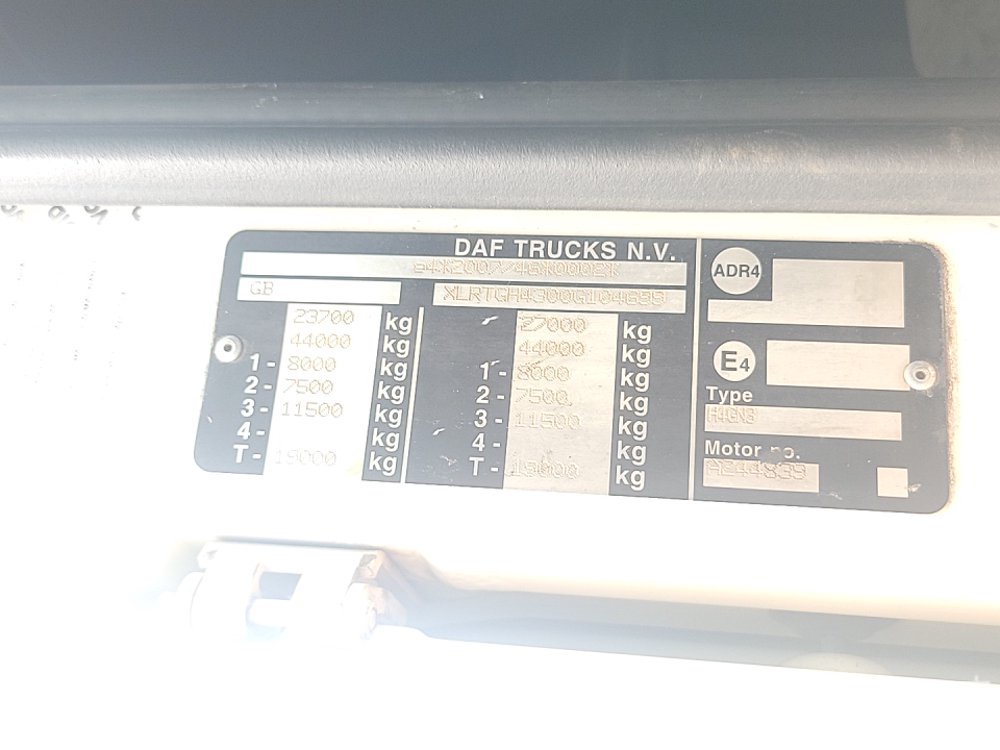 DAF TRUCKS N.V.
GB
23700 kg
44000 kg
1- 8000 kg
2- 7500 kg
3- 11500 kg
4- kg
T- 19000 kg
27000 kg
44000 kg
1- 8000 kg
2- 7500 kg
3- 11500 kg
4- kg
T- 19000 kg
ADR4
E4
Type
H4GN3
Motor no.